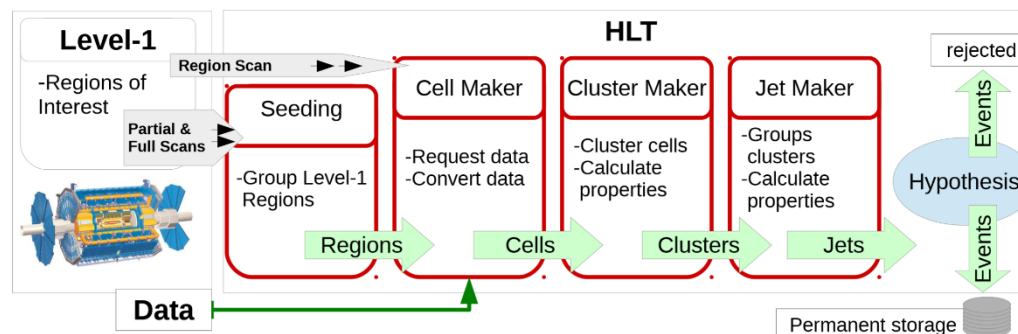 Level-1
-Regions of
Interest
Partial &
Full Scans
Region Scan
HLT
Seeding
-Group Level-1
Regions
Regions
Cell Maker
-Request data
-Convert data
Cells
Cluster Maker
-Cluster cells
-Calculate
properties
Clusters
Jet Maker
-Groups
clusters
-Calculate
properties
Jets
rejected
Events
Hypothesis
Events
Permanent storage
Data